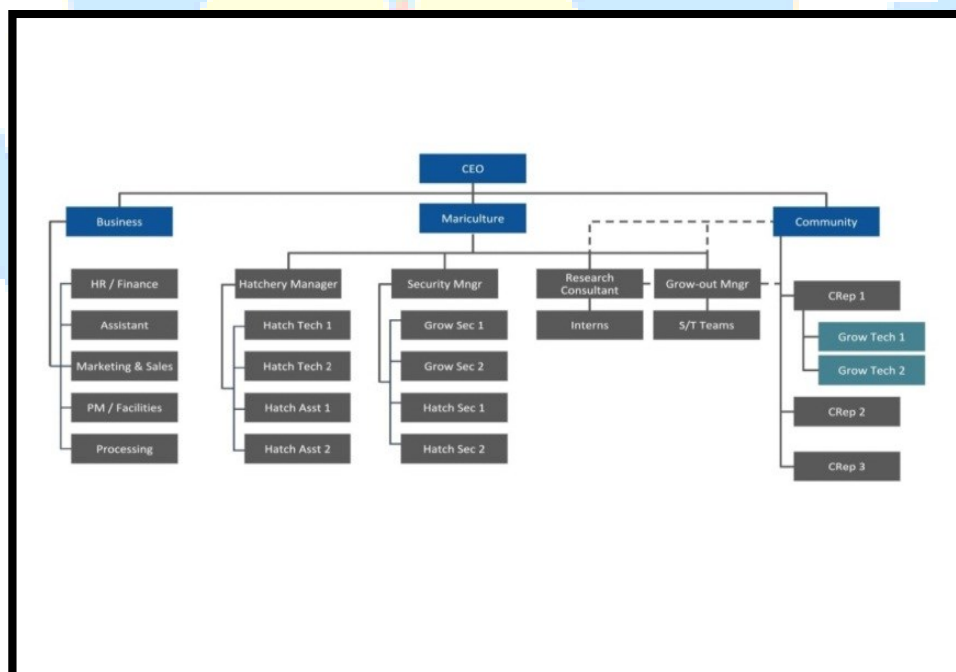 CEO
Business
Mariculture
Community
HR / Finance
Assistant
Marketing & Sales
PM / Facilities
Processing
Hatchery Manager
Hatch Tech 1
Hatch Tech 2
Hatch Asst 1
Hatch Asst 2
Security Mngr
Grow Sec 1
Grow Sec 2
Hatch Sec 1
Hatch Sec 2
Research
Consultant
Interns
Grow-out Mngr
S/T Teams
CRep 1
Grow Tech 1
Grow Tech 2
CRep 2
CRep 3